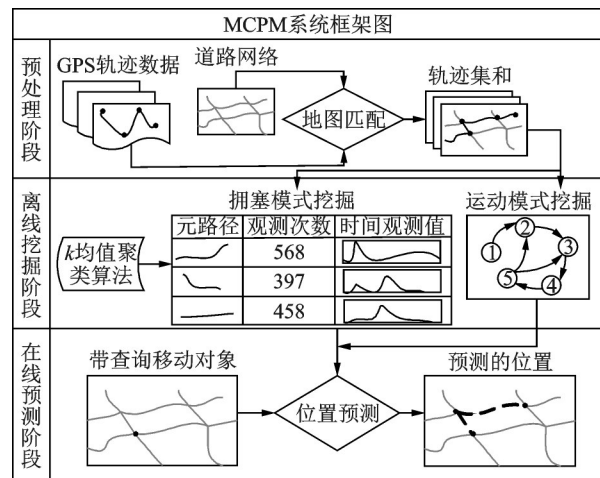 MCPM系统框架图
预处理阶段
GPS轨迹数据
道路网络
地图匹配
轨迹集和
离线挖掘阶段
拥塞模式挖掘
运动模式挖掘
k均值聚
类算法
元路径 观测次数 时间观测值
568
397
458
1
2
3
4
5
在线预测阶段
带查询移动对象
位置预测
预测的位置